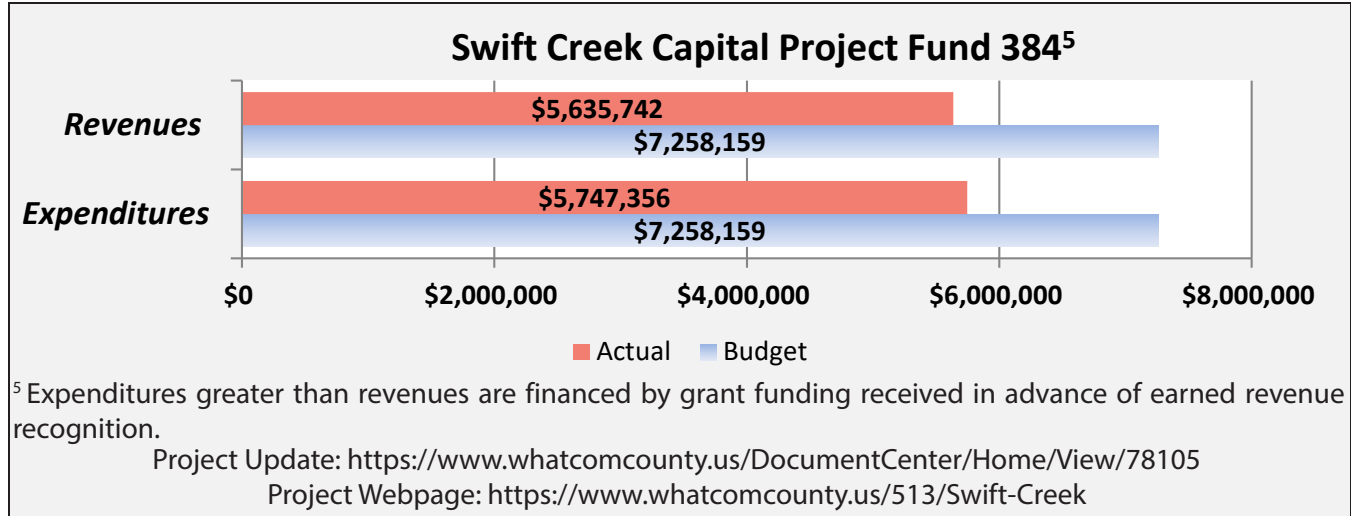 Swift Creek Capital Project Fund 384⁵
Revenues
$5,635,742
$7,258,159
Expenditures
$5,747,356
$7,258,159
$0 $2,000,000 $4,000,000 $6,000,000 $8,000,000
Actual Budget
⁵ Expenditures greater than revenues are financed by grant funding received in advance of earned revenue
recognition.
Project Update: https://www.whatcomcounty.us/DocumentCenter/Home/View/78105
Project Webpage: https://www.whatcomcounty.us/513/Swift-Creek